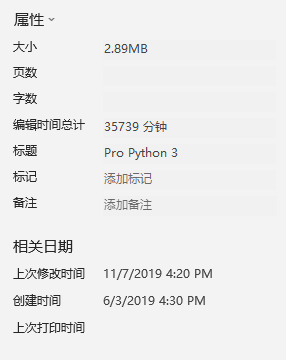 属性
大小 2.89MB
页数
字数
编辑时间总计 35739 分钟
标题 Pro Python 3
标记 添加标记
备注 添加备注
相关日期
上次修改时间 11/7/2019 4:20 PM
创建时间 6/3/2019 4:30 PM
上次打印时间